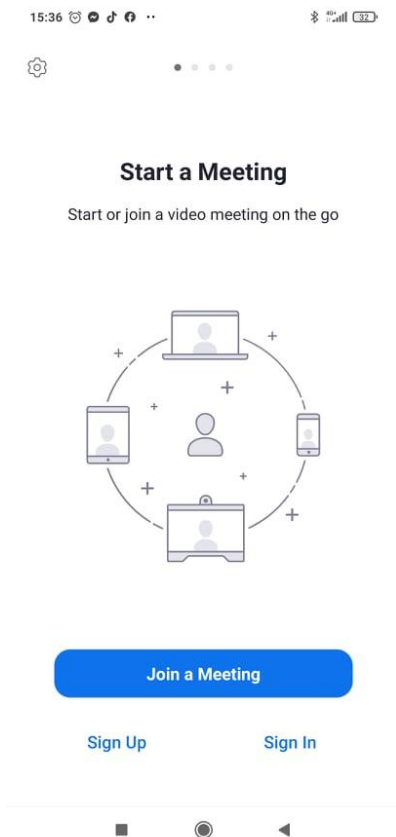 15:36 4G+ 32
Start a Meeting
Start or join a video meeting on the go
Join a Meeting
Sign Up Sign In